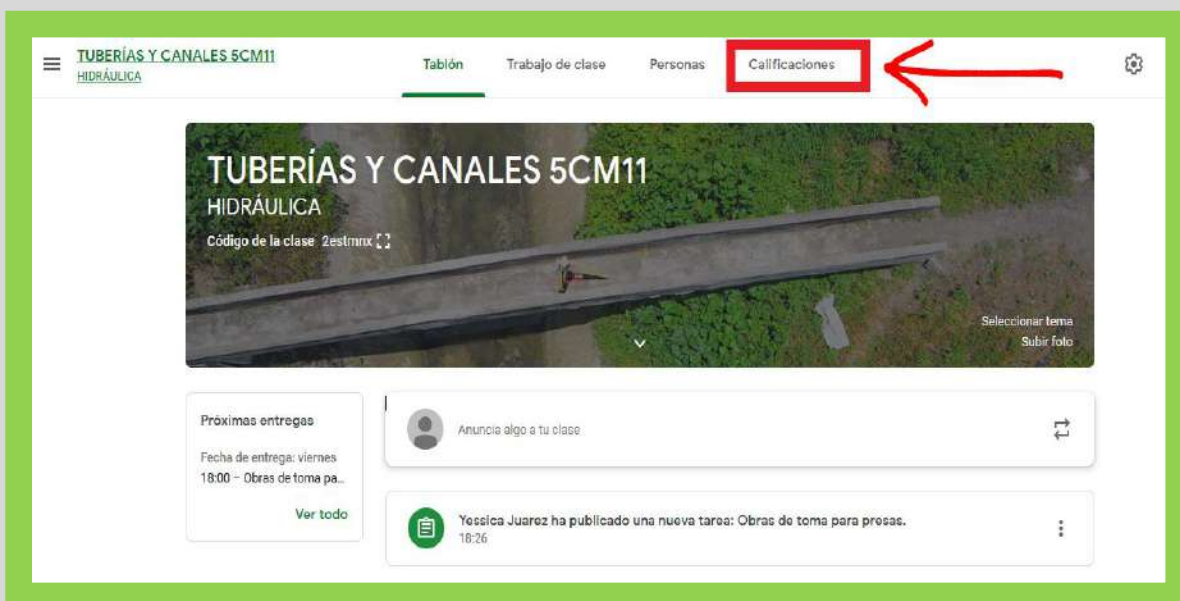 TUBERÍAS Y CANALES 5CM11
HIDRÁULICA
Tablón
Trabajo de clase
Personas
Calificaciones
TUBERÍAS Y CANALES 5CM11
HIDRÁULICA
Código de la clase 2estmnx
Seleccionar tema
Subir foto
Próximas entregas
Fecha de entrega: viernes
18:00 – Obras de toma pa...
Ver todo
Anuncia algo a tu clase
Yessica Juarez ha publicado una nueva tarea: Obras de toma para presas.
18:26